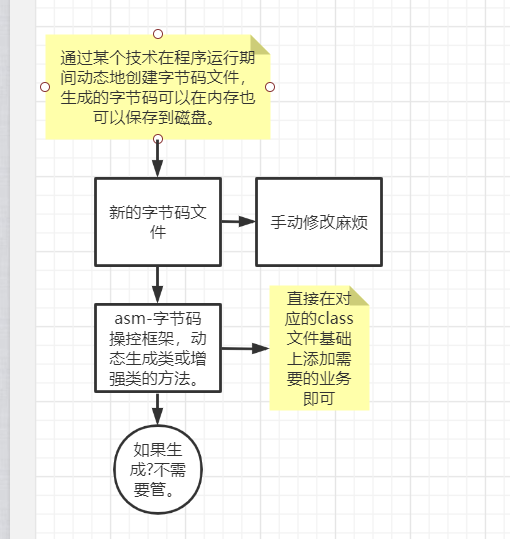 通过某个技术在程序运行期
间动态地创建字节码文件，
生成的字节码可以在内存也
可以保存到磁盘。
新的字节码文
件
手动修改麻烦
asm-字节码
操控框架，动
态生成类或增
强类的方法。
直接在对
应的class
文件基础
上添加需
要的业务
即可
如果生
成?不需
要管。